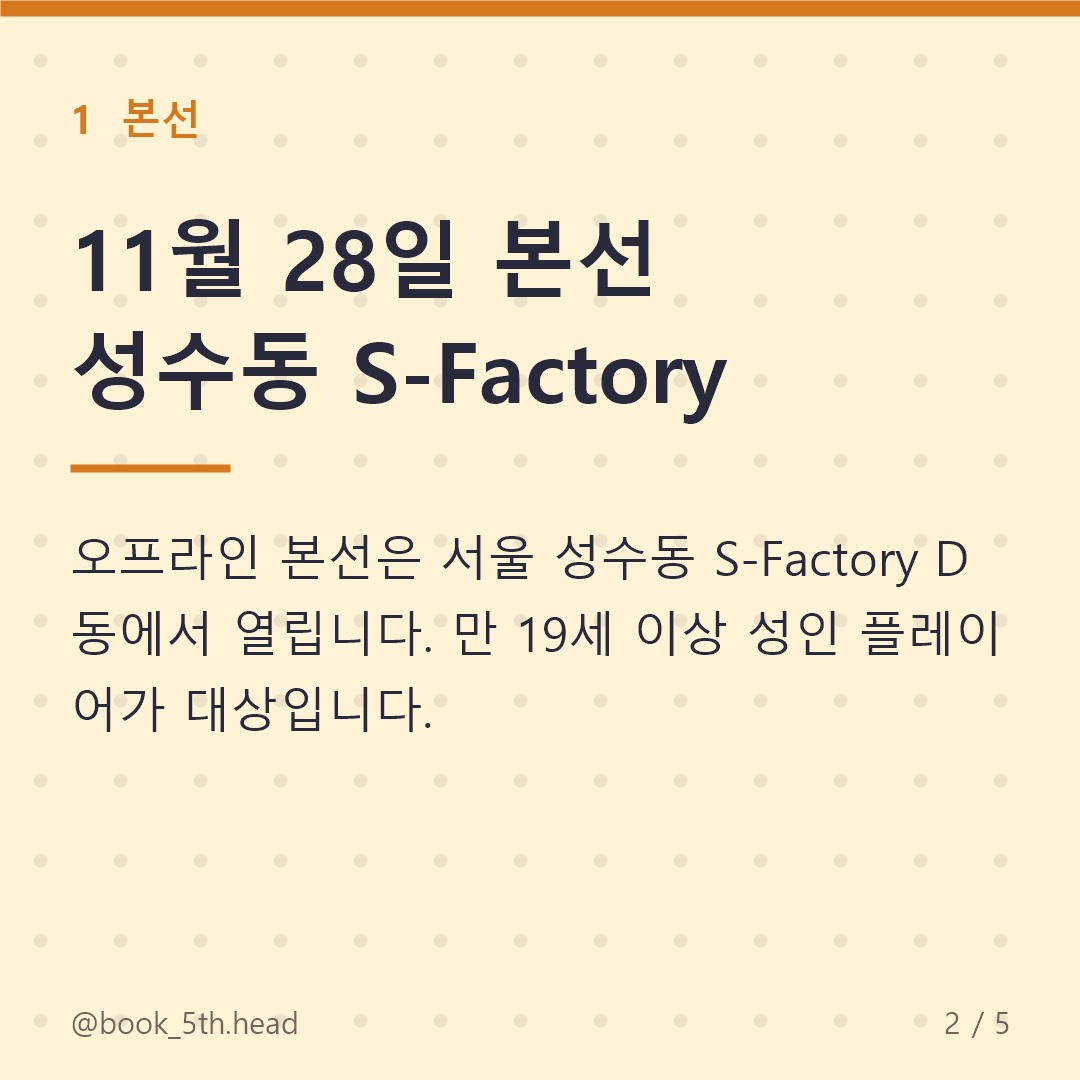 1 본선
11월 28일 본선
성수동 S-Factory
오프라인 본선은 서울 성수동 S-Factory D
동에서 열립니다. 만 19세 이상 성인 플레이
어가 대상입니다.
@book_5th.head
2 / 5